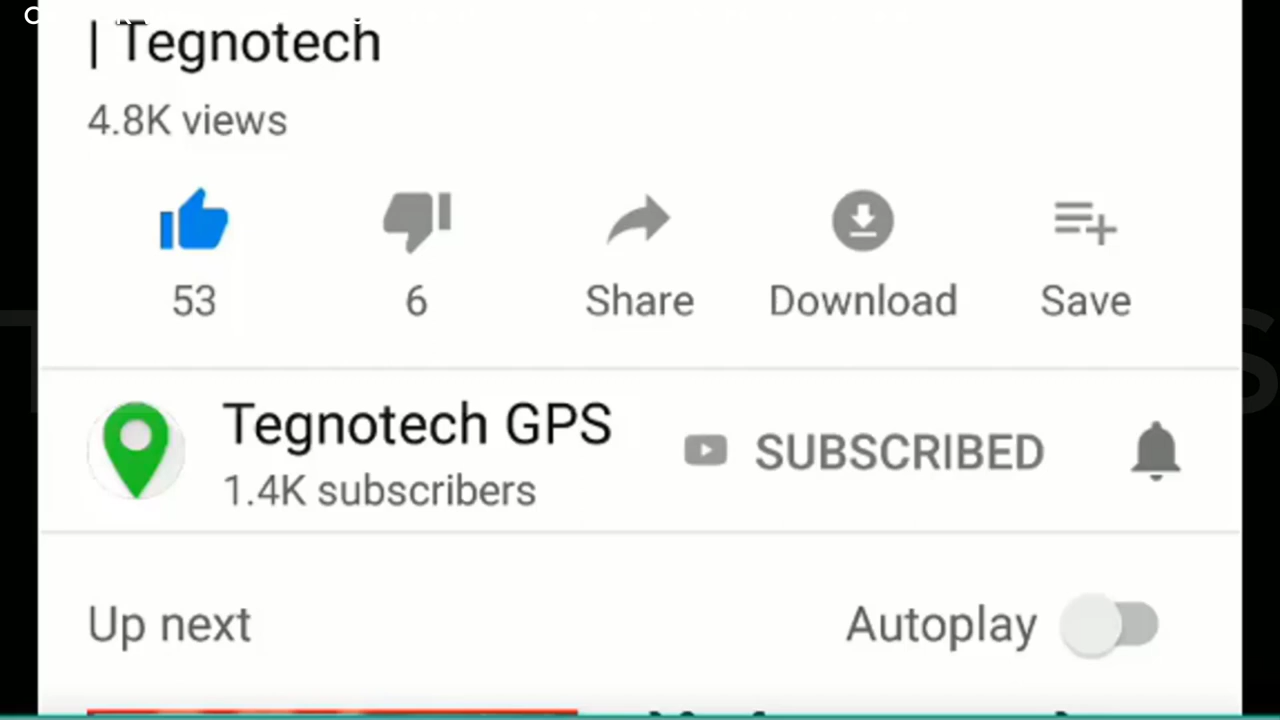 | Tegnotech
4.8K views
53 6 Share Download Save
Tegnotech GPS
SUBSCRIBED
1.4K subscribers
Up next Autoplay